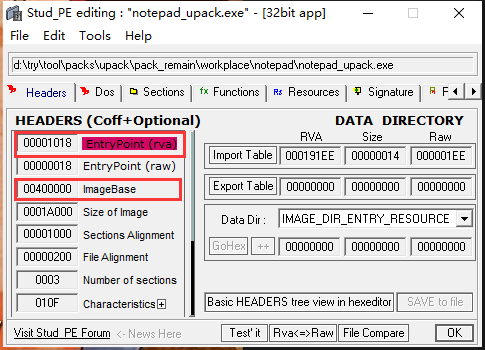 Stud_PE editing : "notepad_upack.exe" - [32bit app]
File Edit Tools Help
d:\try\tool\packs\upack\pack_remain\workplace\notepad\notepad_upack.exe
Headers Dos Sections Functions Resources Signature F
HEADERS (Coff+Optional) DATA DIRECTORY
RVA Size Raw
00001018 EntryPoint (rva)
Import Table 000191EE 00000014 000001EE
00000018 EntryPoint (raw)
Export Table 00000000 00000000 00000000
00400000 ImageBase
0001A000 Size of Image
Data Dir : IMAGE_DIR_ENTRY_RESOURCE
00001000 Sections Alignment
GoHex ++ 00000000 00000000 00000000
00000200 File Alignment
0003 Number of sections
010F Characteristics +
Basic HEADERS tree view in hexeditor SAVE to file
Visit Stud_PE Forum <- News Here Test' it Rva<=>Raw File Compare OK